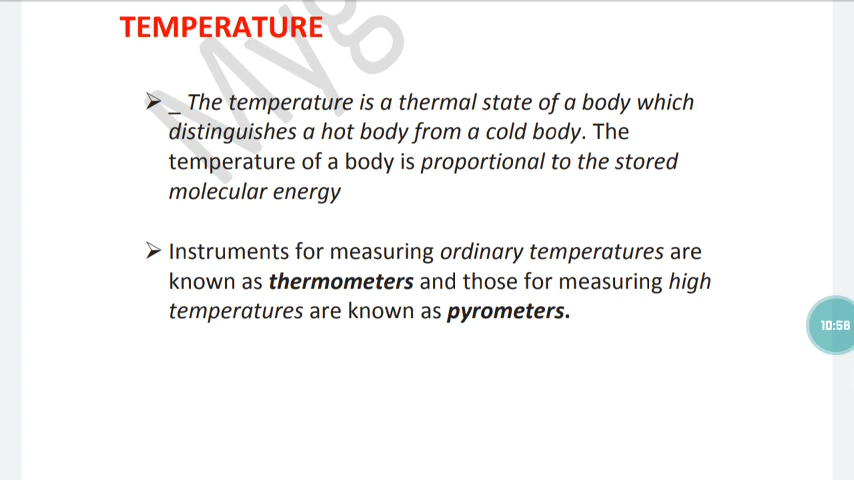 TEMPERATURE
Myg
➢ _ The temperature is a thermal state of a body which
distinguishes a hot body from a cold body. The
temperature of a body is proportional to the stored
molecular energy
➢ Instruments for measuring ordinary temperatures are
known as thermometers and those for measuring high
temperatures are known as pyrometers.
10:58